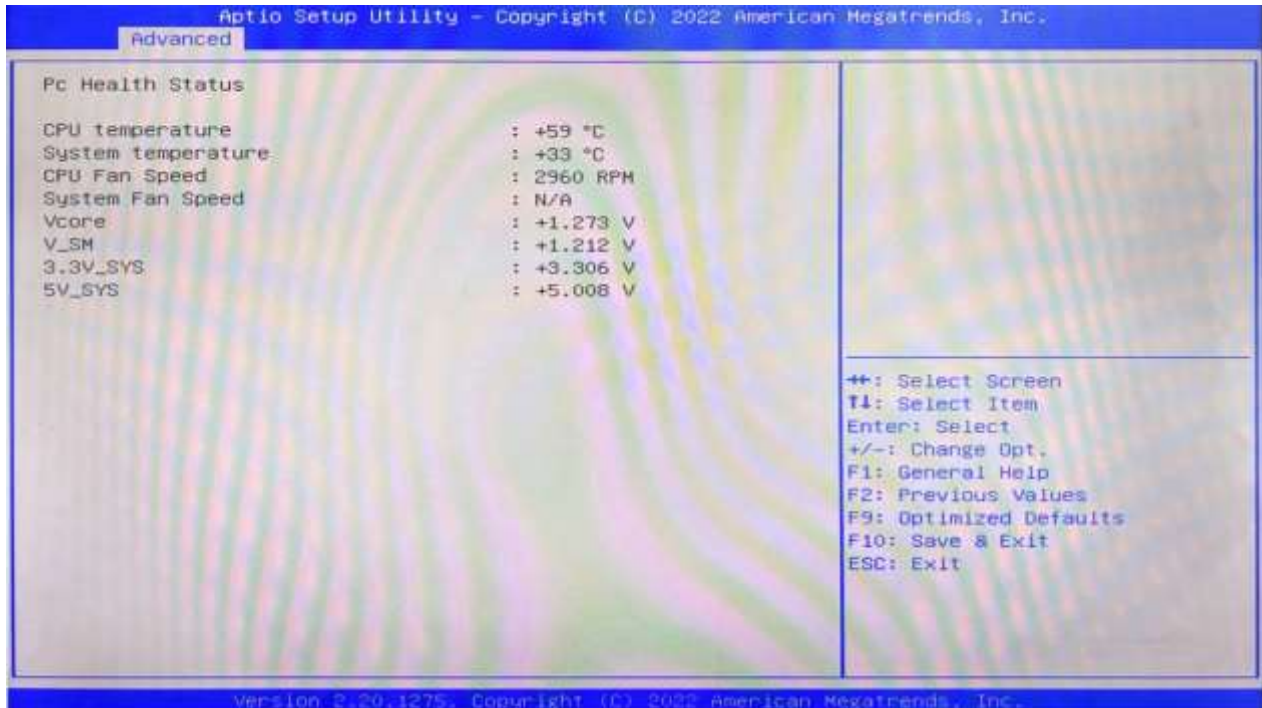 Aptio Setup Utility – Copyright (C) 2022 American Megatrends, Inc.
Advanced
Pc Health Status
CPU temperature : +59 °C
System temperature : +33 °C
CPU Fan Speed : 2960 RPM
System Fan Speed : N/A
Vcore : +1.273 V
V_SM : +1.212 V
3.3V_SYS : +3.306 V
5V_SYS : +5.008 V
→←: Select Screen
↑↓: Select Item
Enter: Select
+/-: Change Opt.
F1: General Help
F2: Previous Values
F9: Optimized Defaults
F10: Save & Exit
ESC: Exit
Version 2.20.1275. Copyright (C) 2022 American Megatrends, Inc.